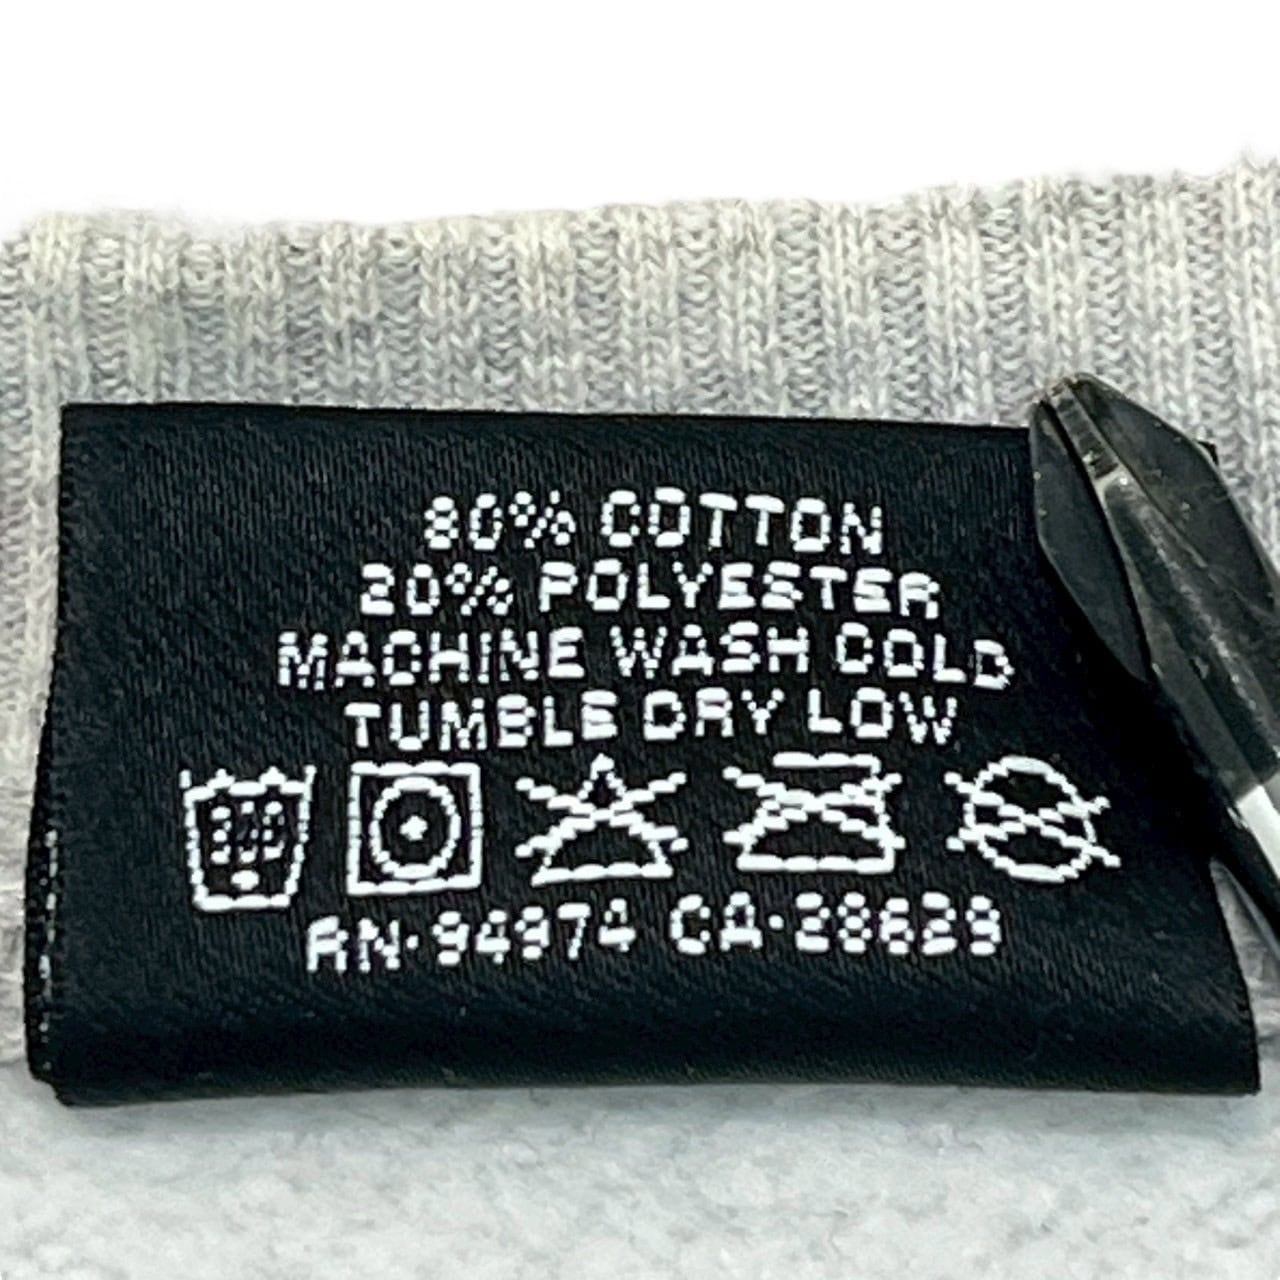 80% COTTON
20% POLYESTER
MACHINE WASH COLD
TUMBLE DRY LOW
RN·94974 CA·28629